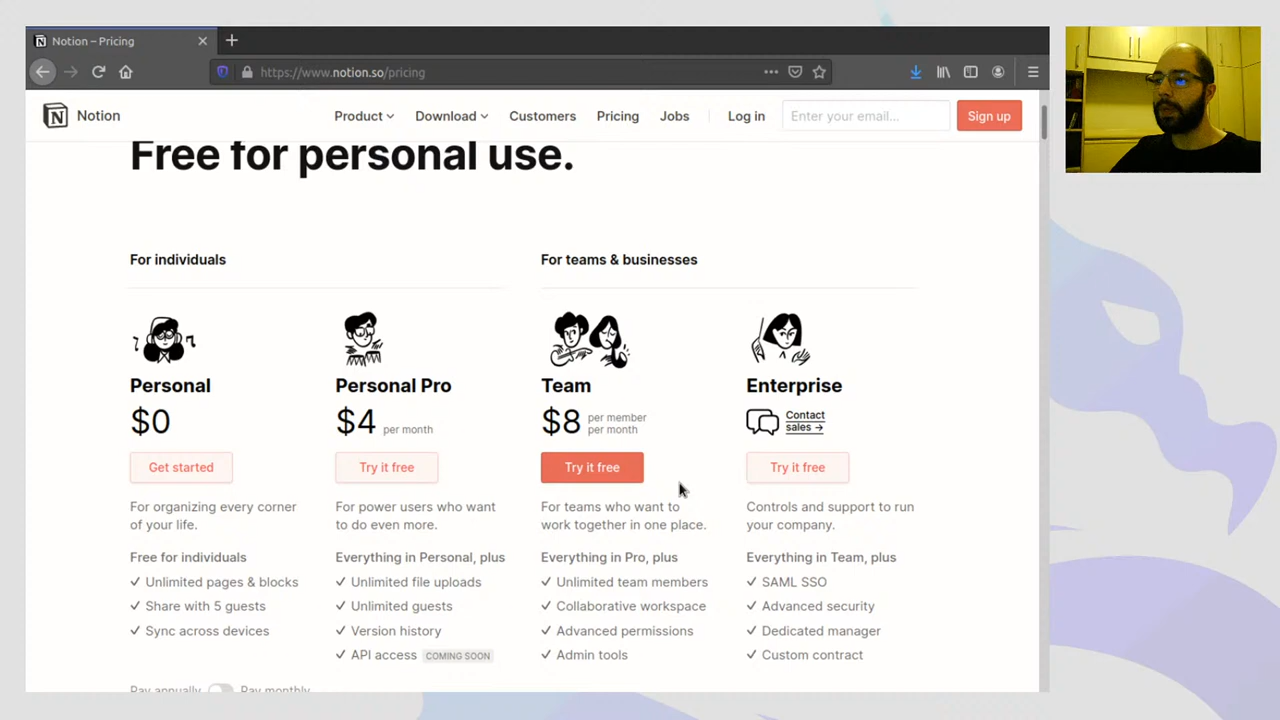 Notion – Pricing
https://www.notion.so/pricing
Notion
Product
Download
Customers
Pricing
Jobs
Log in
Enter your email...
Sign up
Free for personal use.
For individuals
For teams & businesses
Personal
$0
Get started
For organizing every corner
of your life.
Free for individuals
✓ Unlimited pages & blocks
✓ Share with 5 guests
✓ Sync across devices
Personal Pro
$4 per month
Try it free
For power users who want
to do even more.
Everything in Personal, plus
✓ Unlimited file uploads
✓ Unlimited guests
✓ Version history
✓ API access COMING SOON
Team
$8 per member
per month
Try it free
For teams who want to
work together in one place.
Everything in Pro, plus
✓ Unlimited team members
✓ Collaborative workspace
✓ Advanced permissions
✓ Admin tools
Enterprise
Contact
sales →
Try it free
Controls and support to run
your company.
Everything in Team, plus
✓ SAML SSO
✓ Advanced security
✓ Dedicated manager
✓ Custom contract
Pay annually Pay monthly